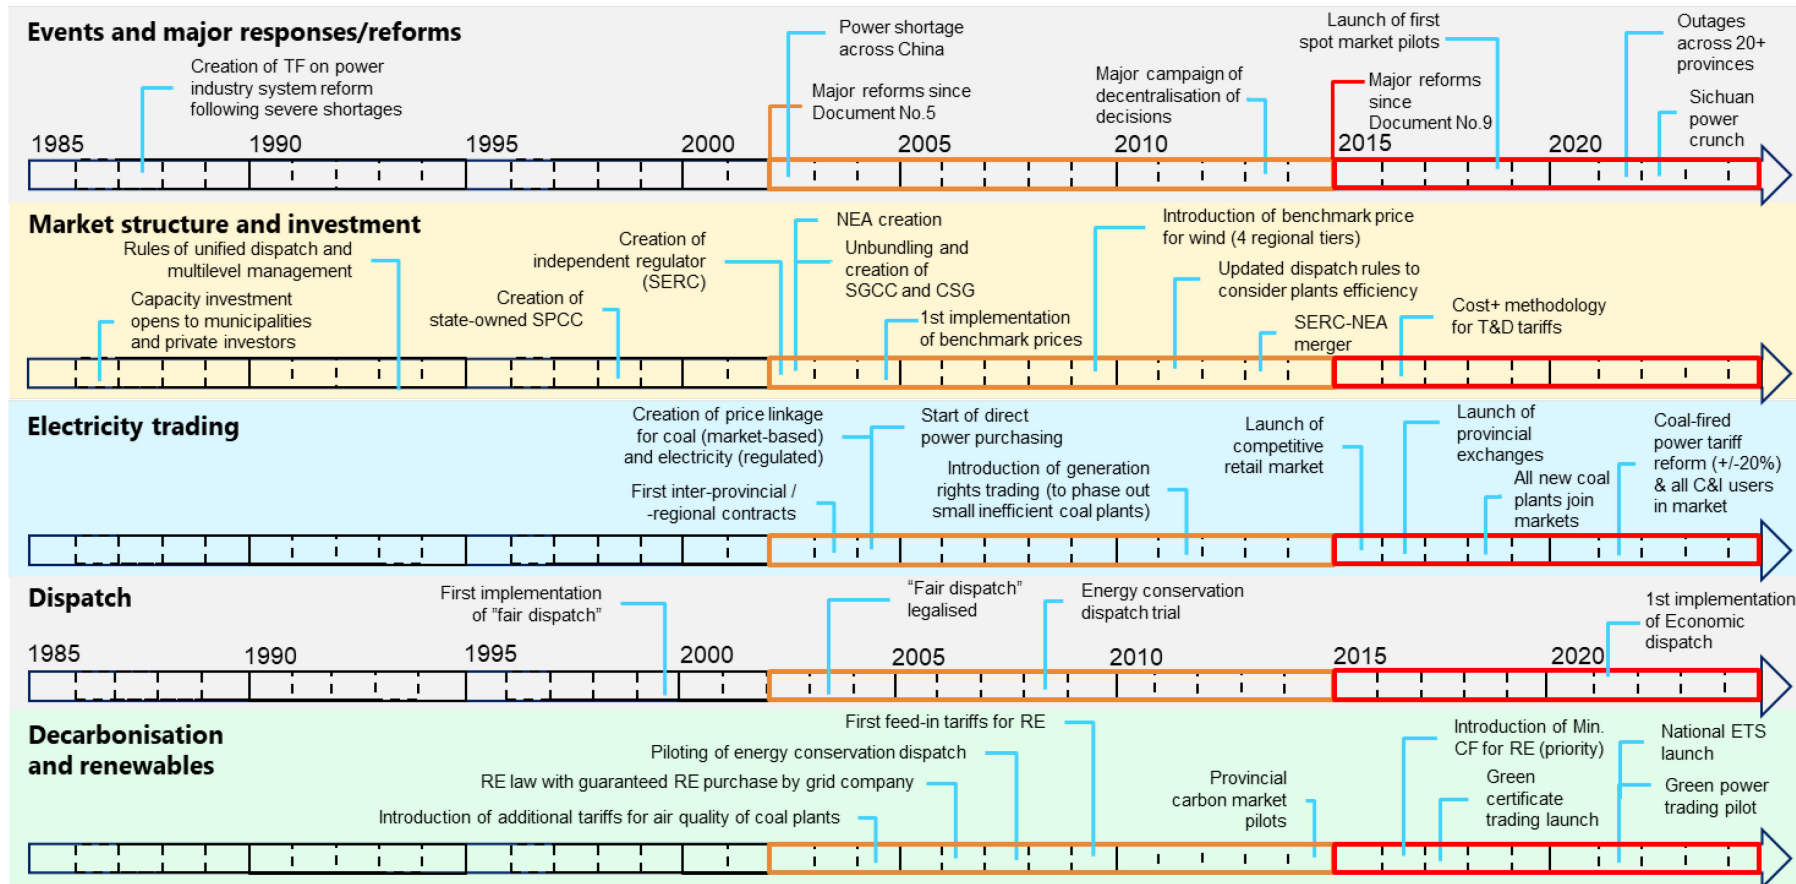 Events and major responses/reforms
Creation of TF on power
industry system reform
following severe shortages
Power shortage
across China
Major reforms since
Document No.5
Major campaign of
decentralisation of
decisions
Launch of first
spot market pilots
Major reforms
since
Document No.9
Outages
across 20+
provinces
Sichuan
power
crunch
1985
1990
1995
2000
2005
2010
2015
2020
Market structure and investment
Rules of unified dispatch and
multilevel management
Capacity investment
opens to municipalities
and private investors
Creation of
state-owned SPCC
Creation of
independent regulator
(SERC)
NEA creation
Unbundling and
creation of
SGCC and CSG
1st implementation
of benchmark prices
Introduction of benchmark price
for wind (4 regional tiers)
Updated dispatch rules to
consider plants efficiency
SERC-NEA
merger
Cost+ methodology
for T&D tariffs
Electricity trading
Creation of price linkage
for coal (market-based)
and electricity (regulated)
First inter-provincial /
-regional contracts
Start of direct
power purchasing
Introduction of generation
rights trading (to phase out
small inefficient coal plants)
Launch of
competitive
retail market
Launch of
provincial
exchanges
All new coal
plants join
markets
Coal-fired
power tariff
reform (+/-20%)
& all C&I users
in market
Dispatch
First implementation
of ”fair dispatch”
“Fair dispatch”
legalised
Energy conservation
dispatch trial
1st implementation
of Economic
dispatch
1985
1990
1995
2000
2005
2010
2015
2020
Decarbonisation
and renewables
First feed-in tariffs for RE
Piloting of energy conservation dispatch
RE law with guaranteed RE purchase by grid company
Introduction of additional tariffs for air quality of coal plants
Provincial
carbon market
pilots
Introduction of Min.
CF for RE (priority)
Green
certificate
trading launch
National ETS
launch
Green power
trading pilot